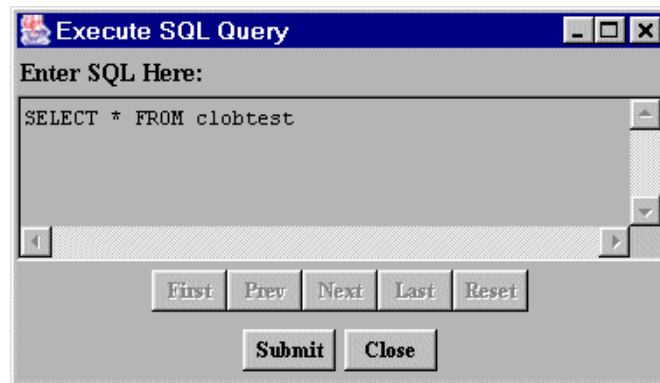 Execute SQL Query
Enter SQL Here:
SELECT * FROM clobtest
First Prev Next Last Reset
Submit Close